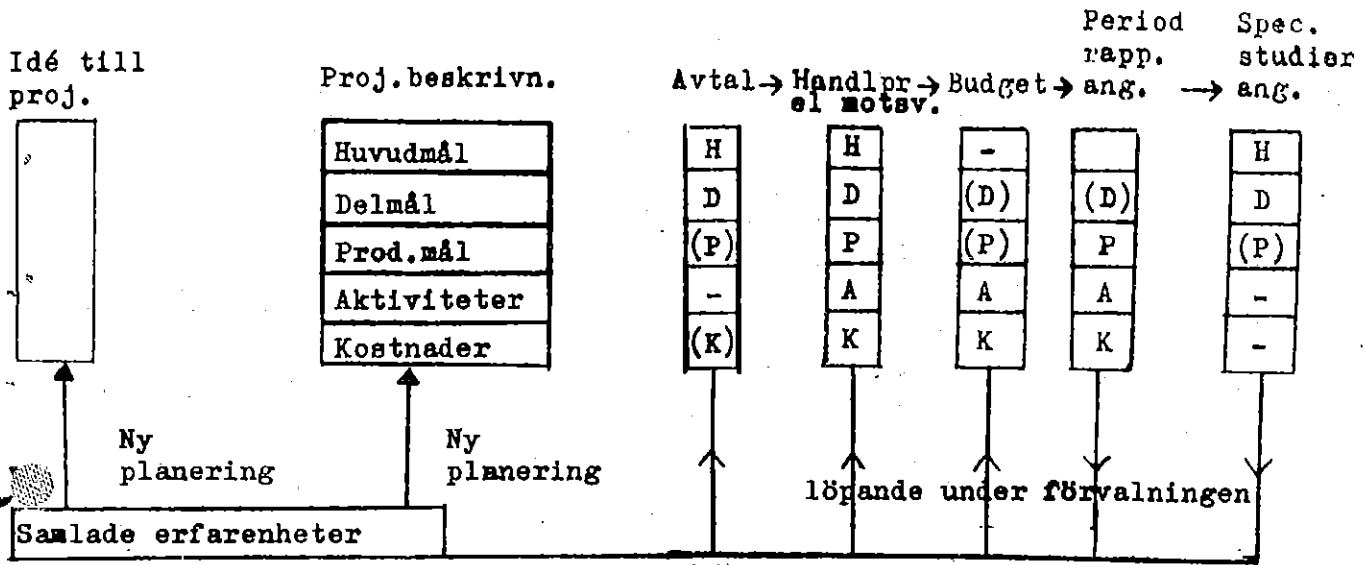 Idé till
proj.
Proj.beskrivn.
Avtal → Handlpr → Budget →
el motsv.
Period
rapp.
ang. →
Spec.
studier
ang.
Huvudmål
Delmål
Prod.mål
Aktiviteter
Kostnader
H
D
(P)
-
(K)
H
D
P
A
K
-
(D)
(P)
A
K
(D)
P
A
K
H
D
(P)
-
-
Ny
planering
Ny
planering
löpande under förvalningen
Samlade erfarenheter